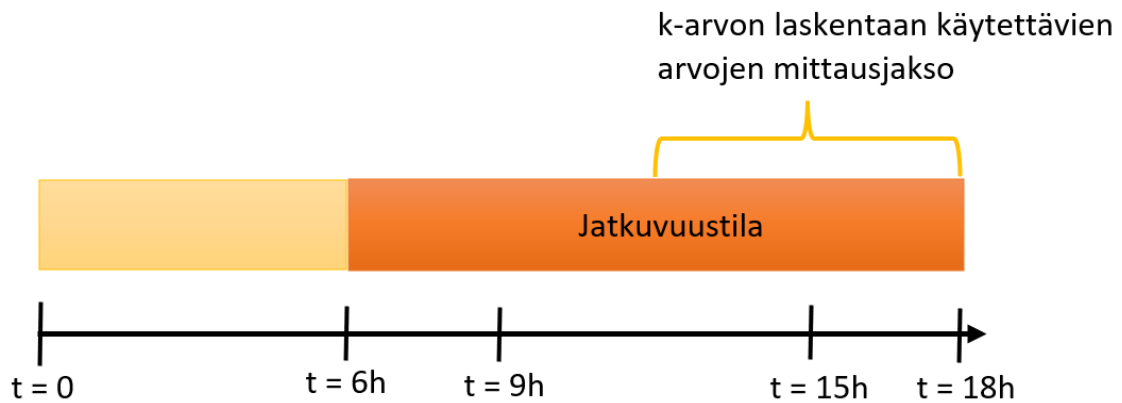 k-arvon laskentaan käytettävien
arvojen mittausjakso
Jatkuvuustila
t = 0
t = 6h
t = 9h
t = 15h
t = 18h